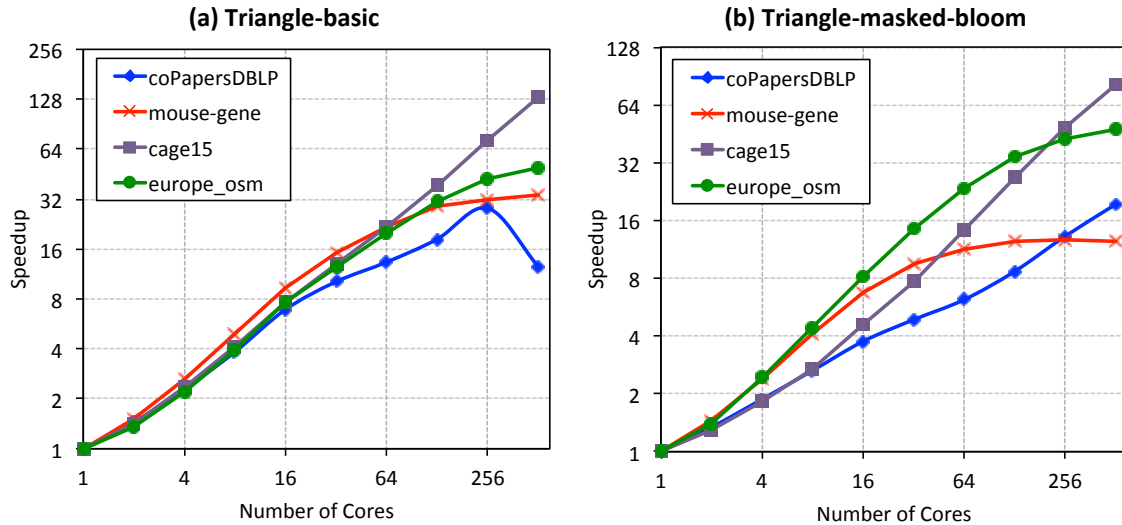 (a) Triangle-basic
256
128
64
32
16
8
4
2
1
Speedup
coPapersDBLP
mouse-gene
cage15
europe_osm
1 4 16 64 256
Number of Cores
(b) Triangle-masked-bloom
128
64
32
16
8
4
2
1
Speedup
coPapersDBLP
mouse-gene
cage15
europe_osm
1 4 16 64 256
Number of Cores